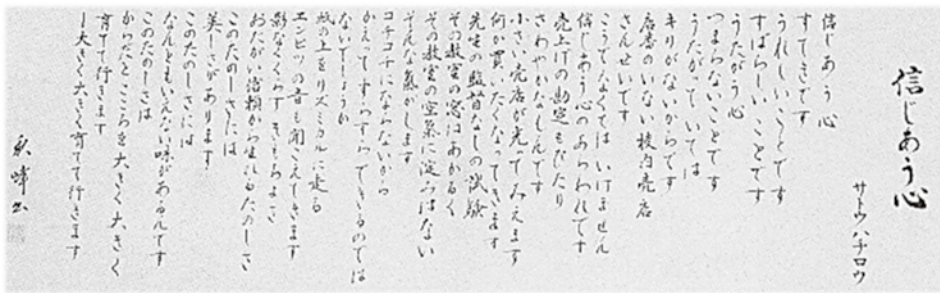 信じあう心
サトウハチロウ
信じあう心
すてきです
うれしいことです
すばらしいことです
うたがう心
つまらないことです
うたがっていては
キリがないからです
店番のいない校内売店
さんせいです
こうでなくてはいけません
信じあう心のあらわれです
売上げの勘定もぴたり
さわやかなしんです
小さい売店が光ってみえます
何か買いたくなってきます
先生の監督なしの試験
その教室の窓はあかるく
その教室の空気に淀みはない
そんな気がします
コチコチにならないから
かえってすらすらできるのでは
ないでしょうか
紙の上をリズミカルに走る
エンピツの音も聞こえてきます
影なくくらすきもちよさ
おたがい信頼から生れるたのしさ
このたのしさには
美しさがあります
このたのしさには
なんともいえない味があるんです
このたのしさは
からだとこころを大きく大きく
育てて行きます
ー大きく大きく育てて行きます